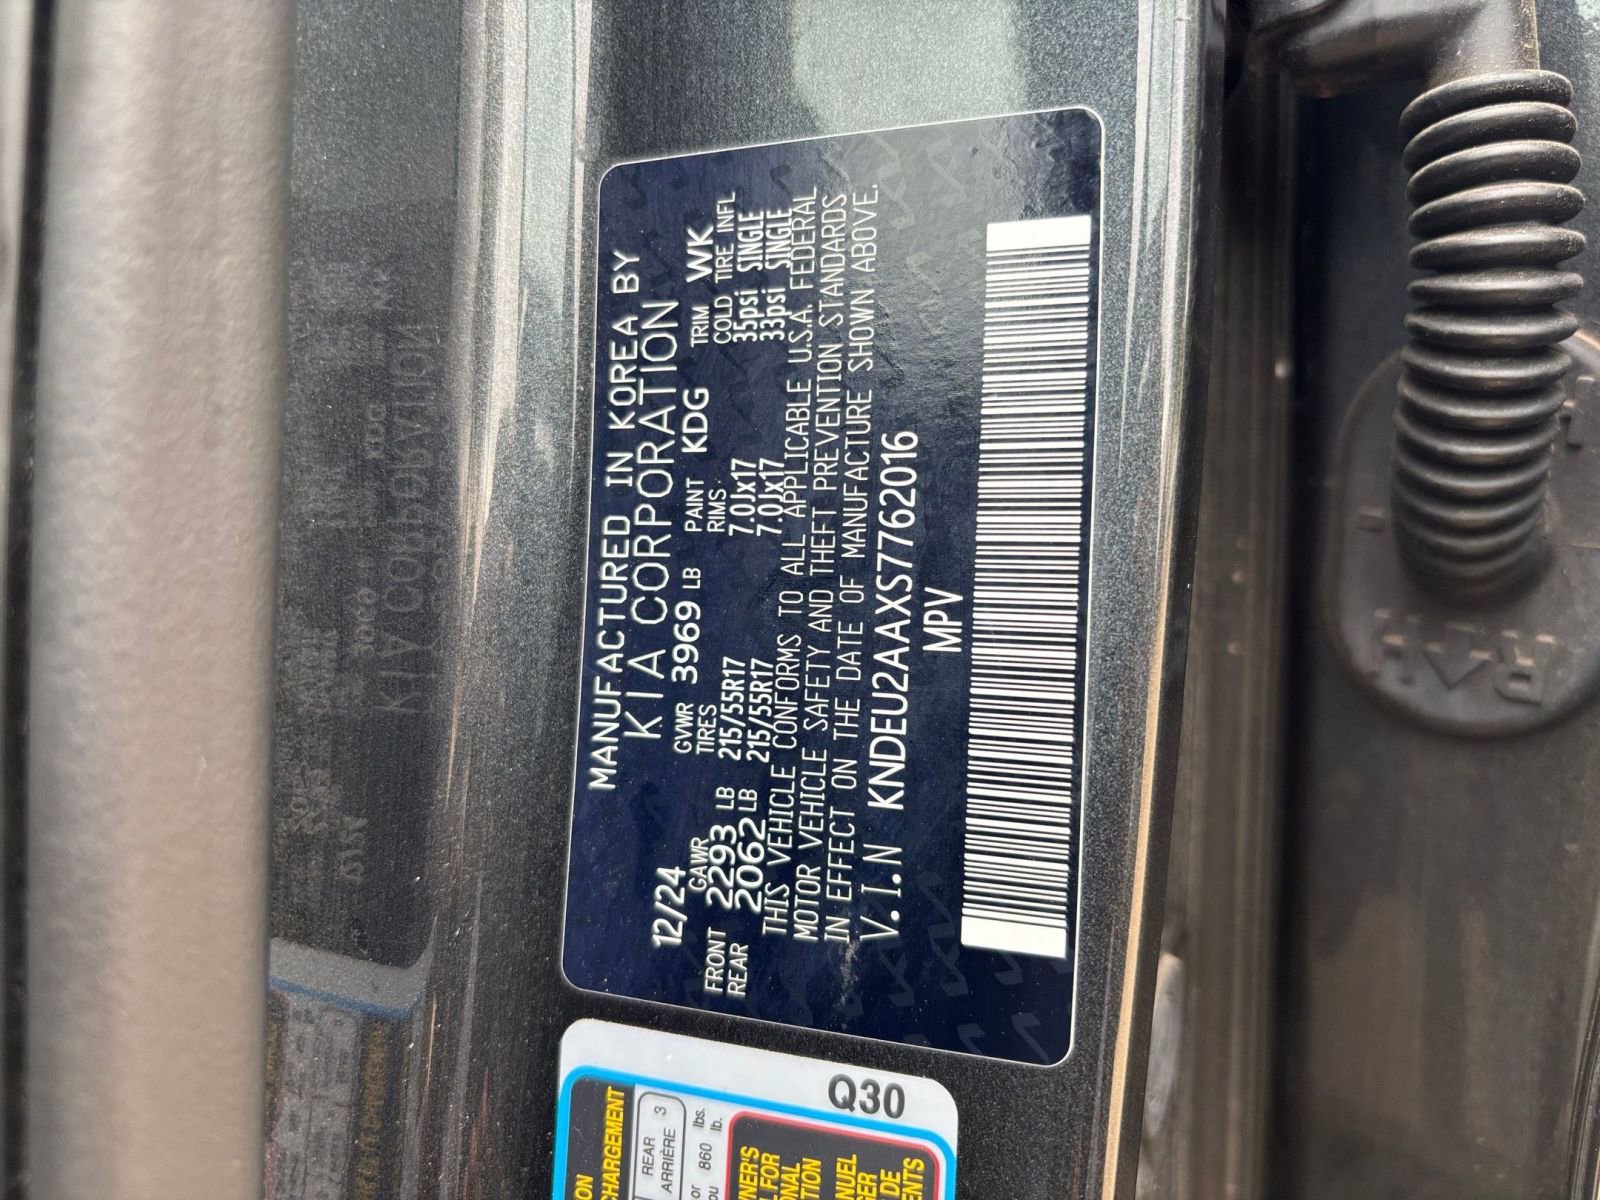 MANUFACTURED IN KOREA BY
KIA CORPORATION
12/24 GVWR 3969 LB PAINT KDG TRIM WK
GAWR TIRES RIMS COLD TIRE INFL
FRONT 2293 LB 215/55R17 7.0Jx17 35psi SINGLE
REAR 2062 LB 215/55R17 7.0Jx17 33psi SINGLE
THIS VEHICLE CONFORMS TO ALL APPLICABLE U.S.A. FEDERAL
MOTOR VEHICLE SAFETY AND THEFT PREVENTION STANDARDS
IN EFFECT ON THE DATE OF MANUFACTURE SHOWN ABOVE.
V.I.N KNDEU2AAXS7762016
MPV
CHARGEMENT
REAR
ARRIÈRE 3
or 860 lbs.
lb.
Q30